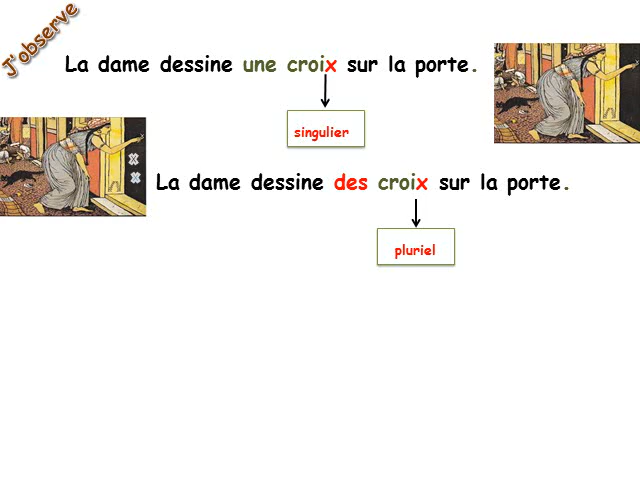 J'observe
La dame dessine une croix sur la porte.
singulier
La dame dessine des croix sur la porte.
pluriel